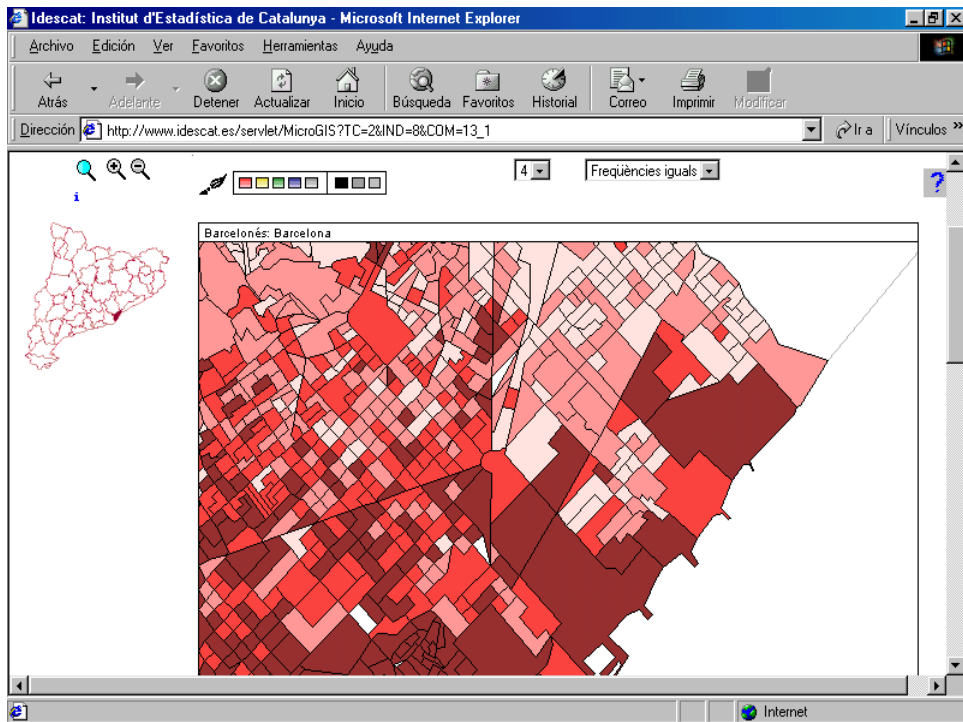 Idescat: Institut d'Estadística de Catalunya - Microsoft Internet Explorer
Archivo Edición Ver Favoritos Herramientas Ayuda
Atrás Adelante Detener Actualizar Inicio Búsqueda Favoritos Historial Correo Imprimir Modificar
Dirección http://www.idescat.es/servlet/MicroGIS?TC=2&IND=8&COM=13_1 Ir a Vínculos »
4 Freqüències iguals ?
i
Barcelonés: Barcelona
Internet